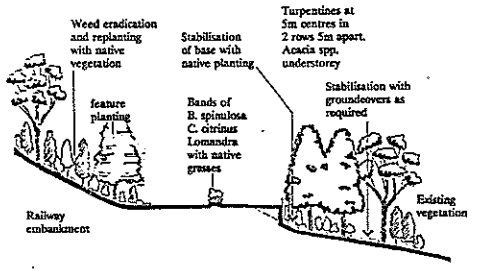 Weed eradication
and replanting
with native
vegetation
feature
planting
Stabilisation
of base with
native planting
Bands of
B. spinulosa
C. citrinus
Lomandra
with native
grasses
Turpentines at
5m centres in
2 rows 5m apart.
Acacia spp.
understorey
Stabilisation with
groundcovers as
required
Railway
embankment
Existing
vegetation